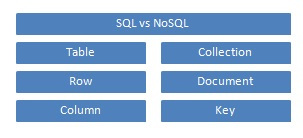 SQL vs NoSQL
Table
Collection
Row
Document
Column
Key